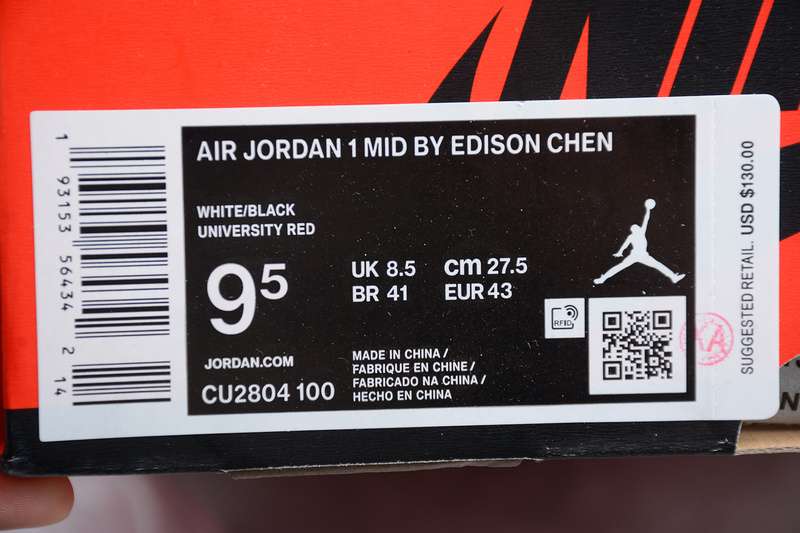 AIR JORDAN 1 MID BY EDISON CHEN
WHITE/BLACK
UNIVERSITY RED
9.5
UK 8.5 cm 27.5
BR 41 EUR 43
RFID
JORDAN.COM
CU2804 100
MADE IN CHINA /
FABRIQUE EN CHINE /
FABRICADO NA CHINA /
HECHO EN CHINA
1 93153 56434 2 14
SUGGESTED RETAIL. USD $130.00